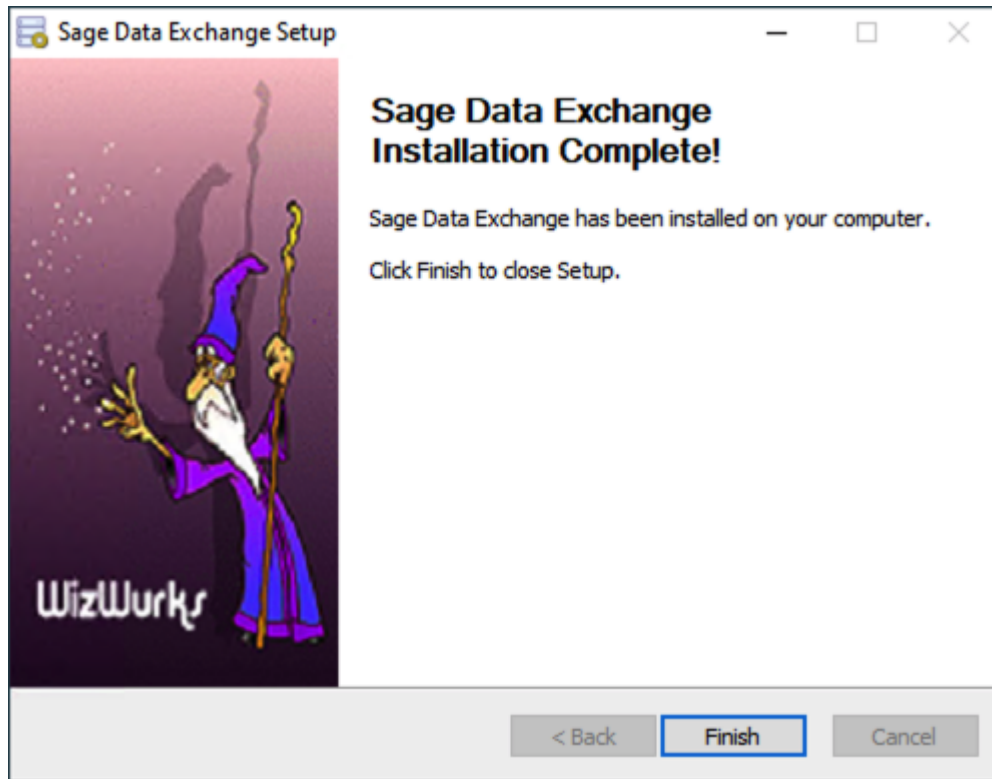 Sage Data Exchange Setup
Sage Data Exchange
Installation Complete!
Sage Data Exchange has been installed on your computer.
Click Finish to close Setup.
WizWurks
< Back
Finish
Cancel